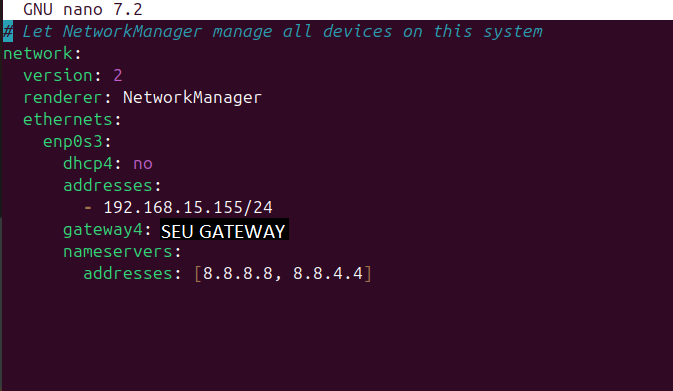 GNU nano 7.2
# Let NetworkManager manage all devices on this system
network:
  version: 2
  renderer: NetworkManager
  ethernets:
    enp0s3:
      dhcp4: no
      addresses:
        - 192.168.15.155/24
      gateway4: SEU GATEWAY
      nameservers:
        addresses: [8.8.8.8, 8.8.4.4]